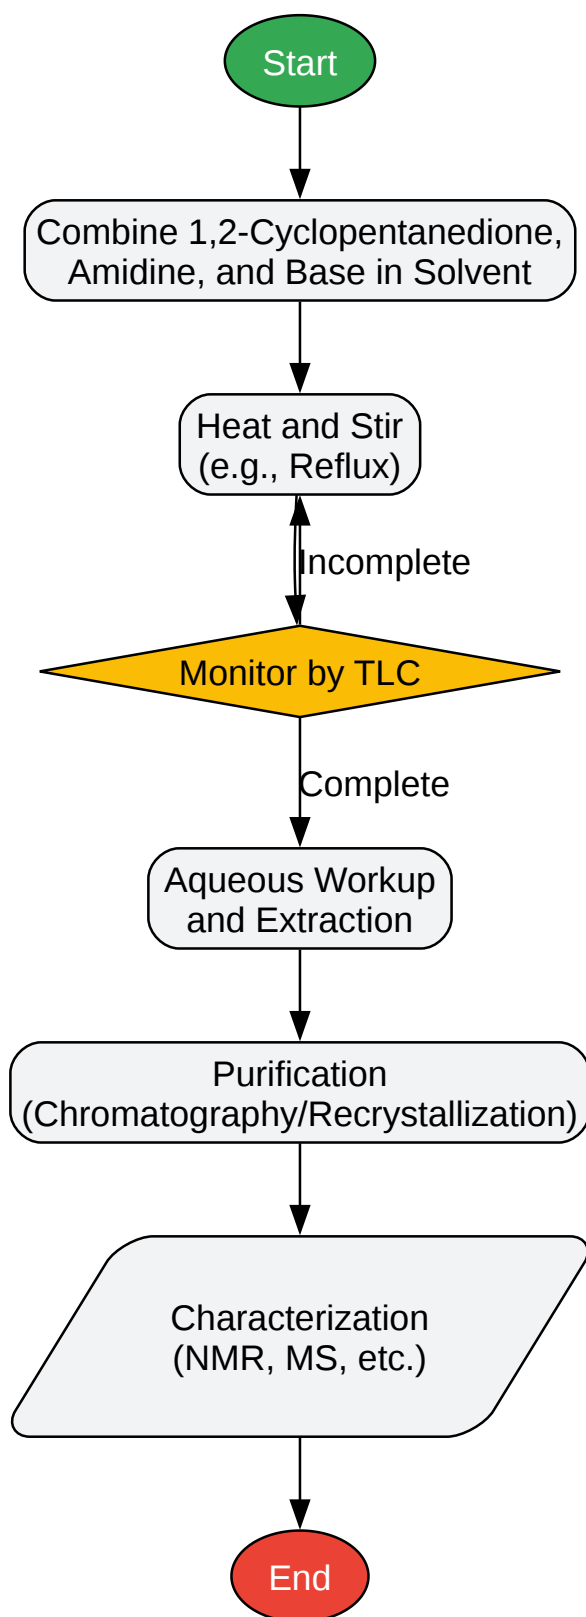 Start
Combine 1,2-Cyclopentanedione,
Amidine, and Base in Solvent
Heat and Stir
(e.g., Reflux)
Incomplete
Monitor by TLC
Complete
Aqueous Workup
and Extraction
Purification
(Chromatography/Recrystallization)
Characterization
(NMR, MS, etc.)
End